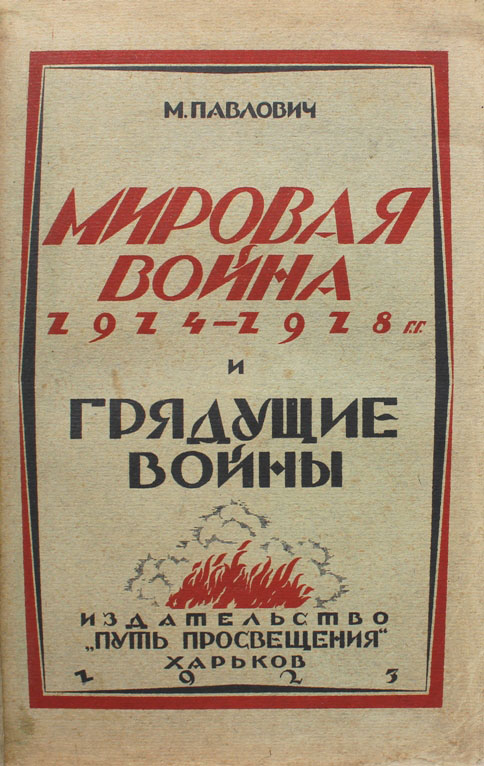 М. ПАВЛОВИЧ
МИРОВАЯ
ВОЙНА
1914–1918 г.г.
И
ГРЯДУЩИЕ
ВОЙНЫ
ИЗДАТЕЛЬСТВО
„ПУТЬ ПРОСВЕЩЕНИЯ“
ХАРЬКОВ
1923